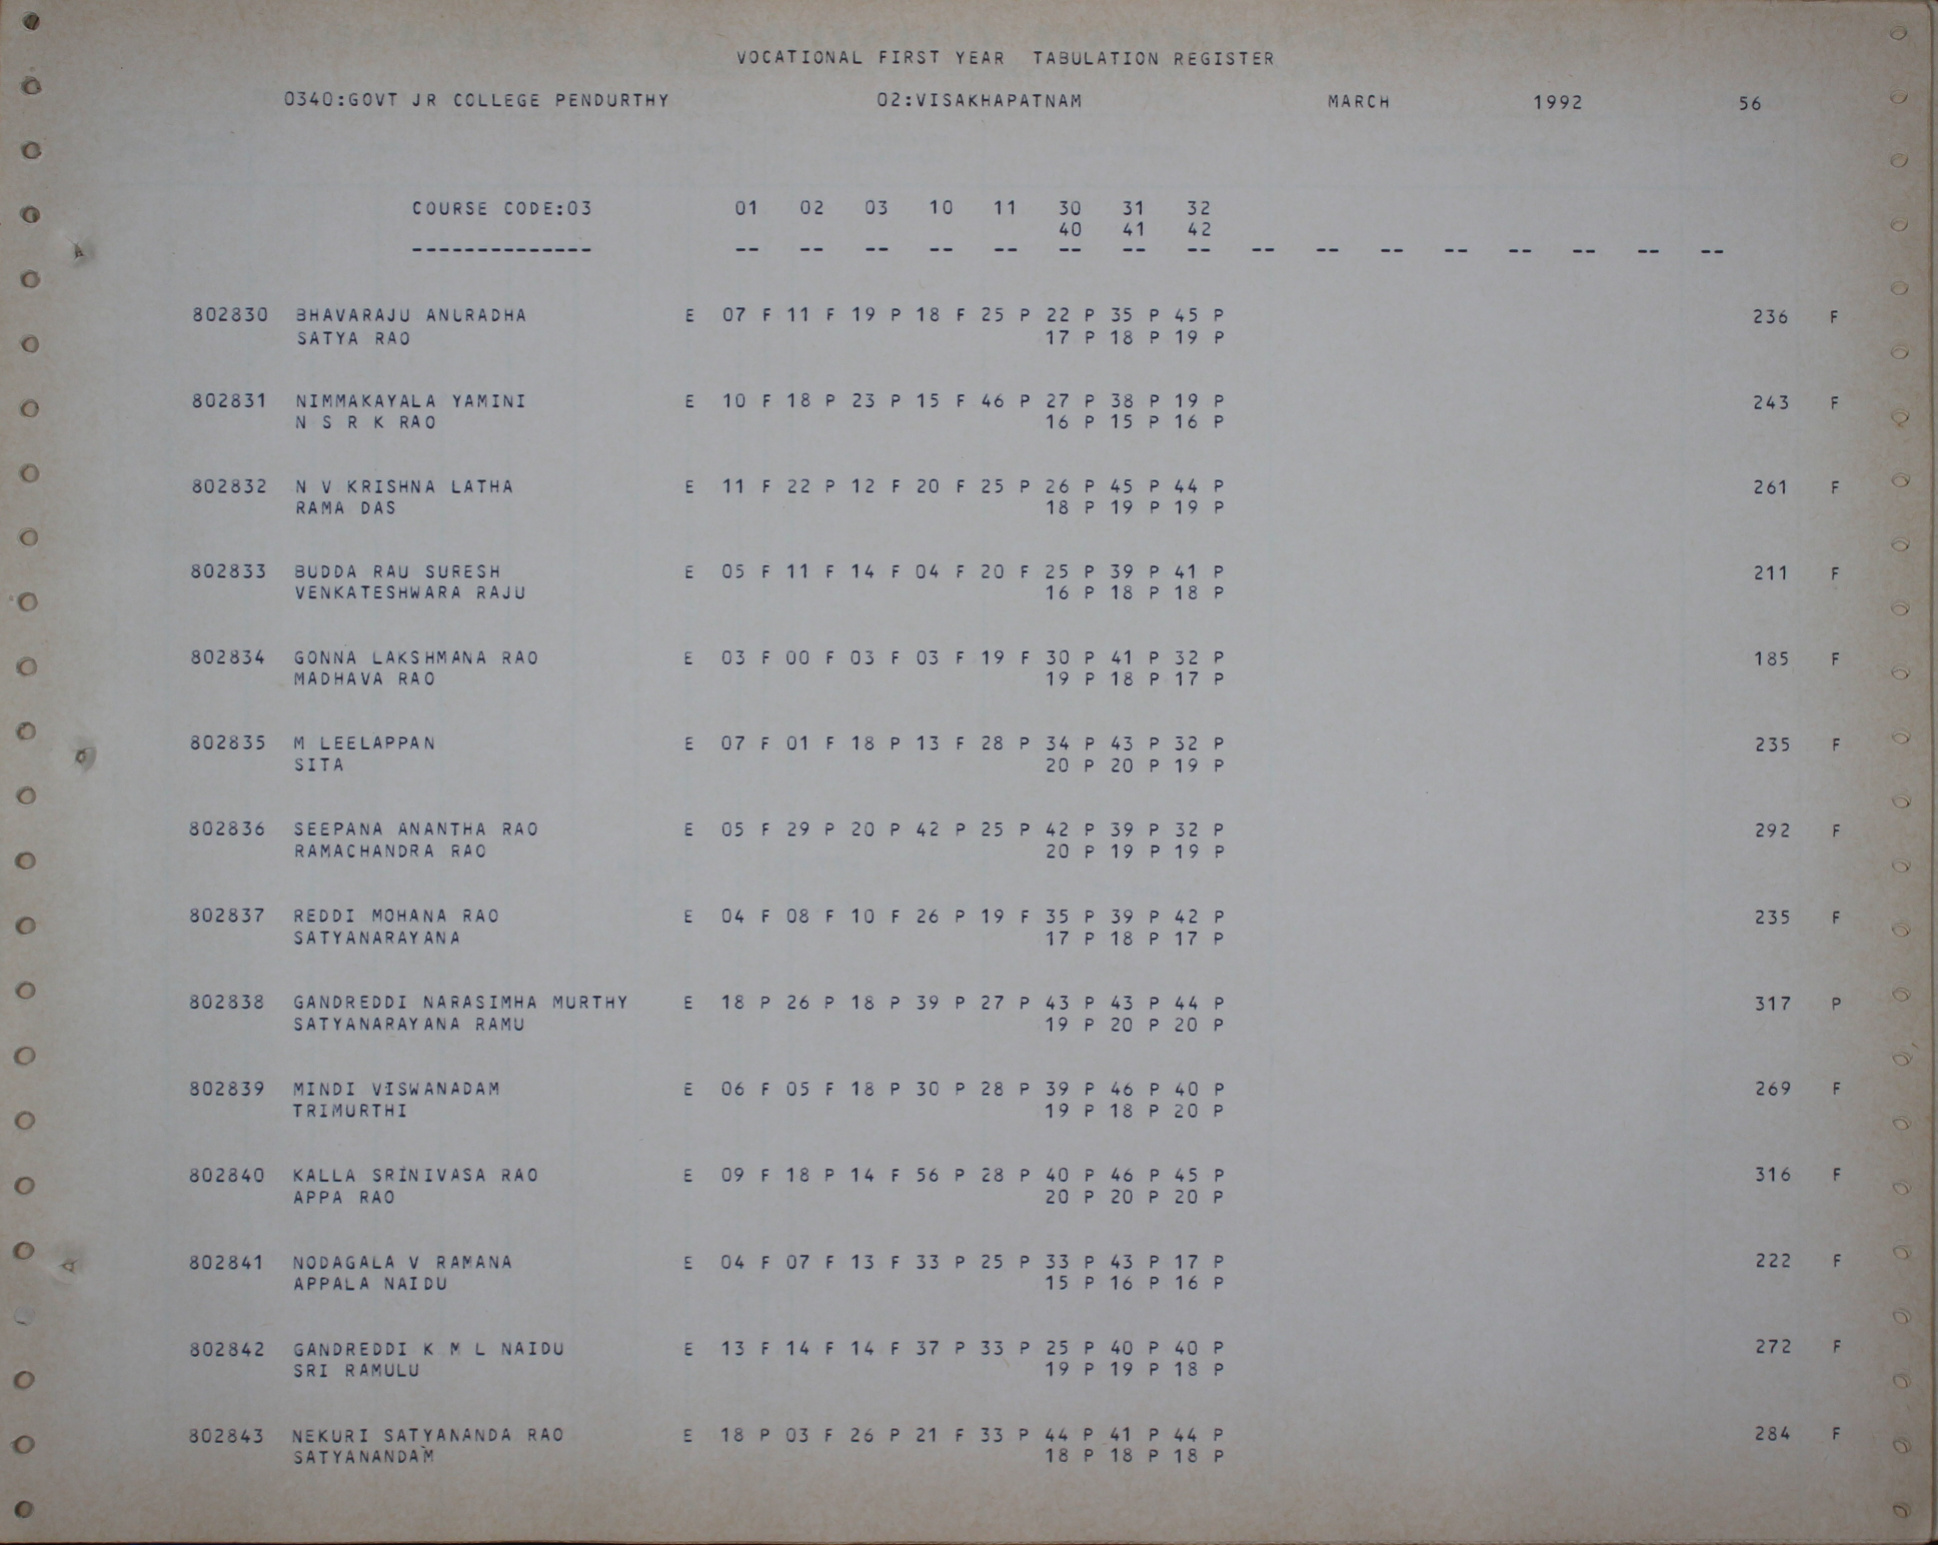 VOCATIONAL FIRST YEAR TABULATION REGISTER
0340:GOVT JR COLLEGE PENDURTHY 02:VISAKHAPATNAM MARCH 1992 56
COURSE CODE:03 01 02 03 10 11 30 31 32
40 41 42
-------------- -- -- -- -- -- -- -- -- -- -- -- -- -- -- -- --
802830 BHAVARAJU ANURADHA E 07 F 11 F 19 P 18 F 25 P 22 P 35 P 45 P 236 F
SATYA RAO 17 P 18 P 19 P
802831 NIMMAKAYALA YAMINI E 10 F 18 P 23 P 15 F 46 P 27 P 38 P 19 P 243 F
N S R K RAO 16 P 15 P 16 P
802832 N V KRISHNA LATHA E 11 F 22 P 12 F 20 F 25 P 26 P 45 P 44 P 261 F
RAMA DAS 18 P 19 P 19 P
802833 BUDDA RAU SURESH E 05 F 11 F 14 F 04 F 20 F 25 P 39 P 41 P 211 F
VENKATESHWARA RAJU 16 P 18 P 18 P
802834 GONNA LAKSHMANA RAO E 03 F 00 F 03 F 03 F 19 F 30 P 41 P 32 P 185 F
MADHAVA RAO 19 P 18 P 17 P
802835 M LEELAPPAN E 07 F 01 F 18 P 13 F 28 P 34 P 43 P 32 P 235 F
SITA 20 P 20 P 19 P
802836 SEEPANA ANANTHA RAO E 05 F 29 P 20 P 42 P 25 P 42 P 39 P 32 P 292 F
RAMACHANDRA RAO 20 P 19 P 19 P
802837 REDDI MOHANA RAO E 04 F 08 F 10 F 26 P 19 F 35 P 39 P 42 P 235 F
SATYANARAYANA 17 P 18 P 17 P
802838 GANDREDDI NARASIMHA MURTHY E 18 P 26 P 18 P 39 P 27 P 43 P 43 P 44 P 317 P
SATYANARAYANA RAMU 19 P 20 P 20 P
802839 MINDI VISWANADAM E 06 F 05 F 18 P 30 P 28 P 39 P 46 P 40 P 269 F
TRIMURTHI 19 P 18 P 20 P
802840 KALLA SRINIVASA RAO E 09 F 18 P 14 F 56 P 28 P 40 P 46 P 45 P 316 F
APPA RAO 20 P 20 P 20 P
802841 NODAGALA V RAMANA E 04 F 07 F 13 F 33 P 25 P 33 P 43 P 17 P 222 F
APPALA NAIDU 15 P 16 P 16 P
802842 GANDREDDI K M L NAIDU E 13 F 14 F 14 F 37 P 33 P 25 P 40 P 40 P 272 F
SRI RAMULU 19 P 19 P 18 P
802843 NEKURI SATYANANDA RAO E 18 P 03 F 26 P 21 F 33 P 44 P 41 P 44 P 284 F
SATYANANDAM 18 P 18 P 18 P